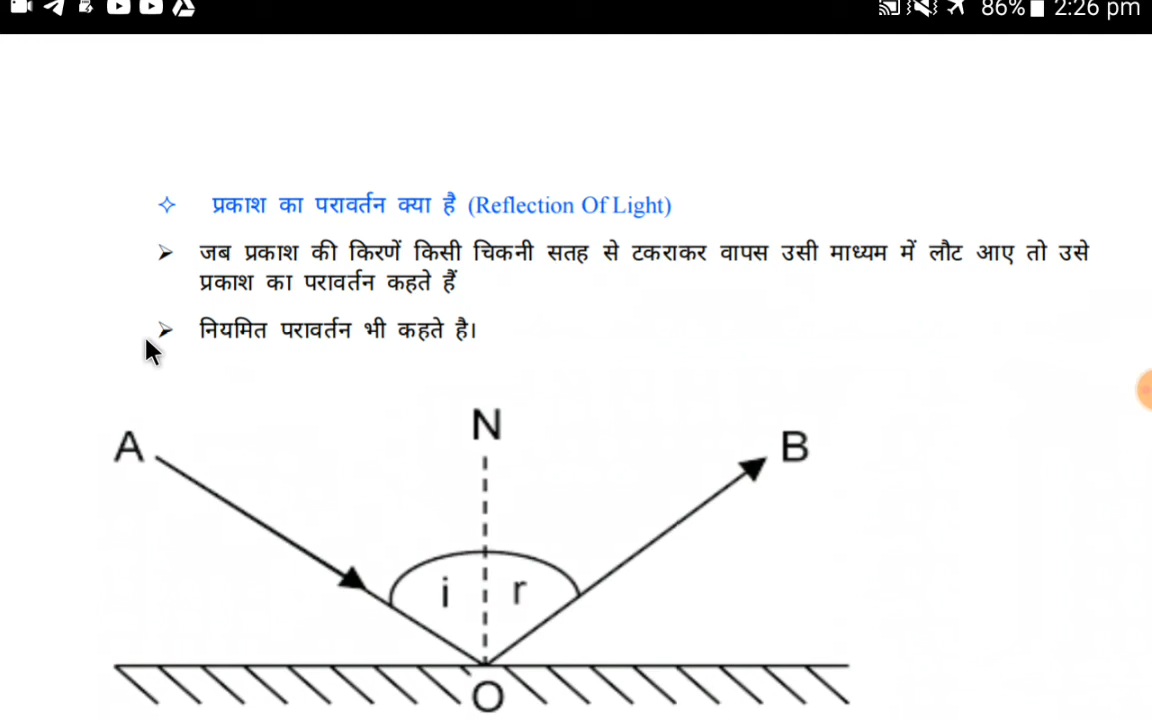 86% 2:26 pm
प्रकाश का परावर्तन क्या है (Reflection Of Light)
जब प्रकाश की किरणें किसी चिकनी सतह से टकराकर वापस उसी माध्यम में लौट आए तो उसे
प्रकाश का परावर्तन कहते हैं
नियमित परावर्तन भी कहते है।
N
A B
i r
O